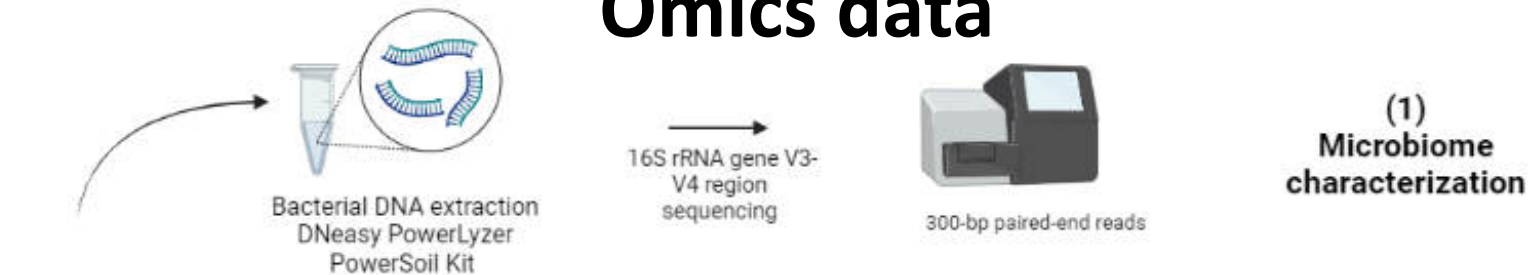 Omics data
Bacterial DNA extraction
DNeasy PowerLyzer
PowerSoil Kit
16S rRNA gene V3-
V4 region
sequencing
300-bp paired-end reads
(1)
Microbiome
characterization